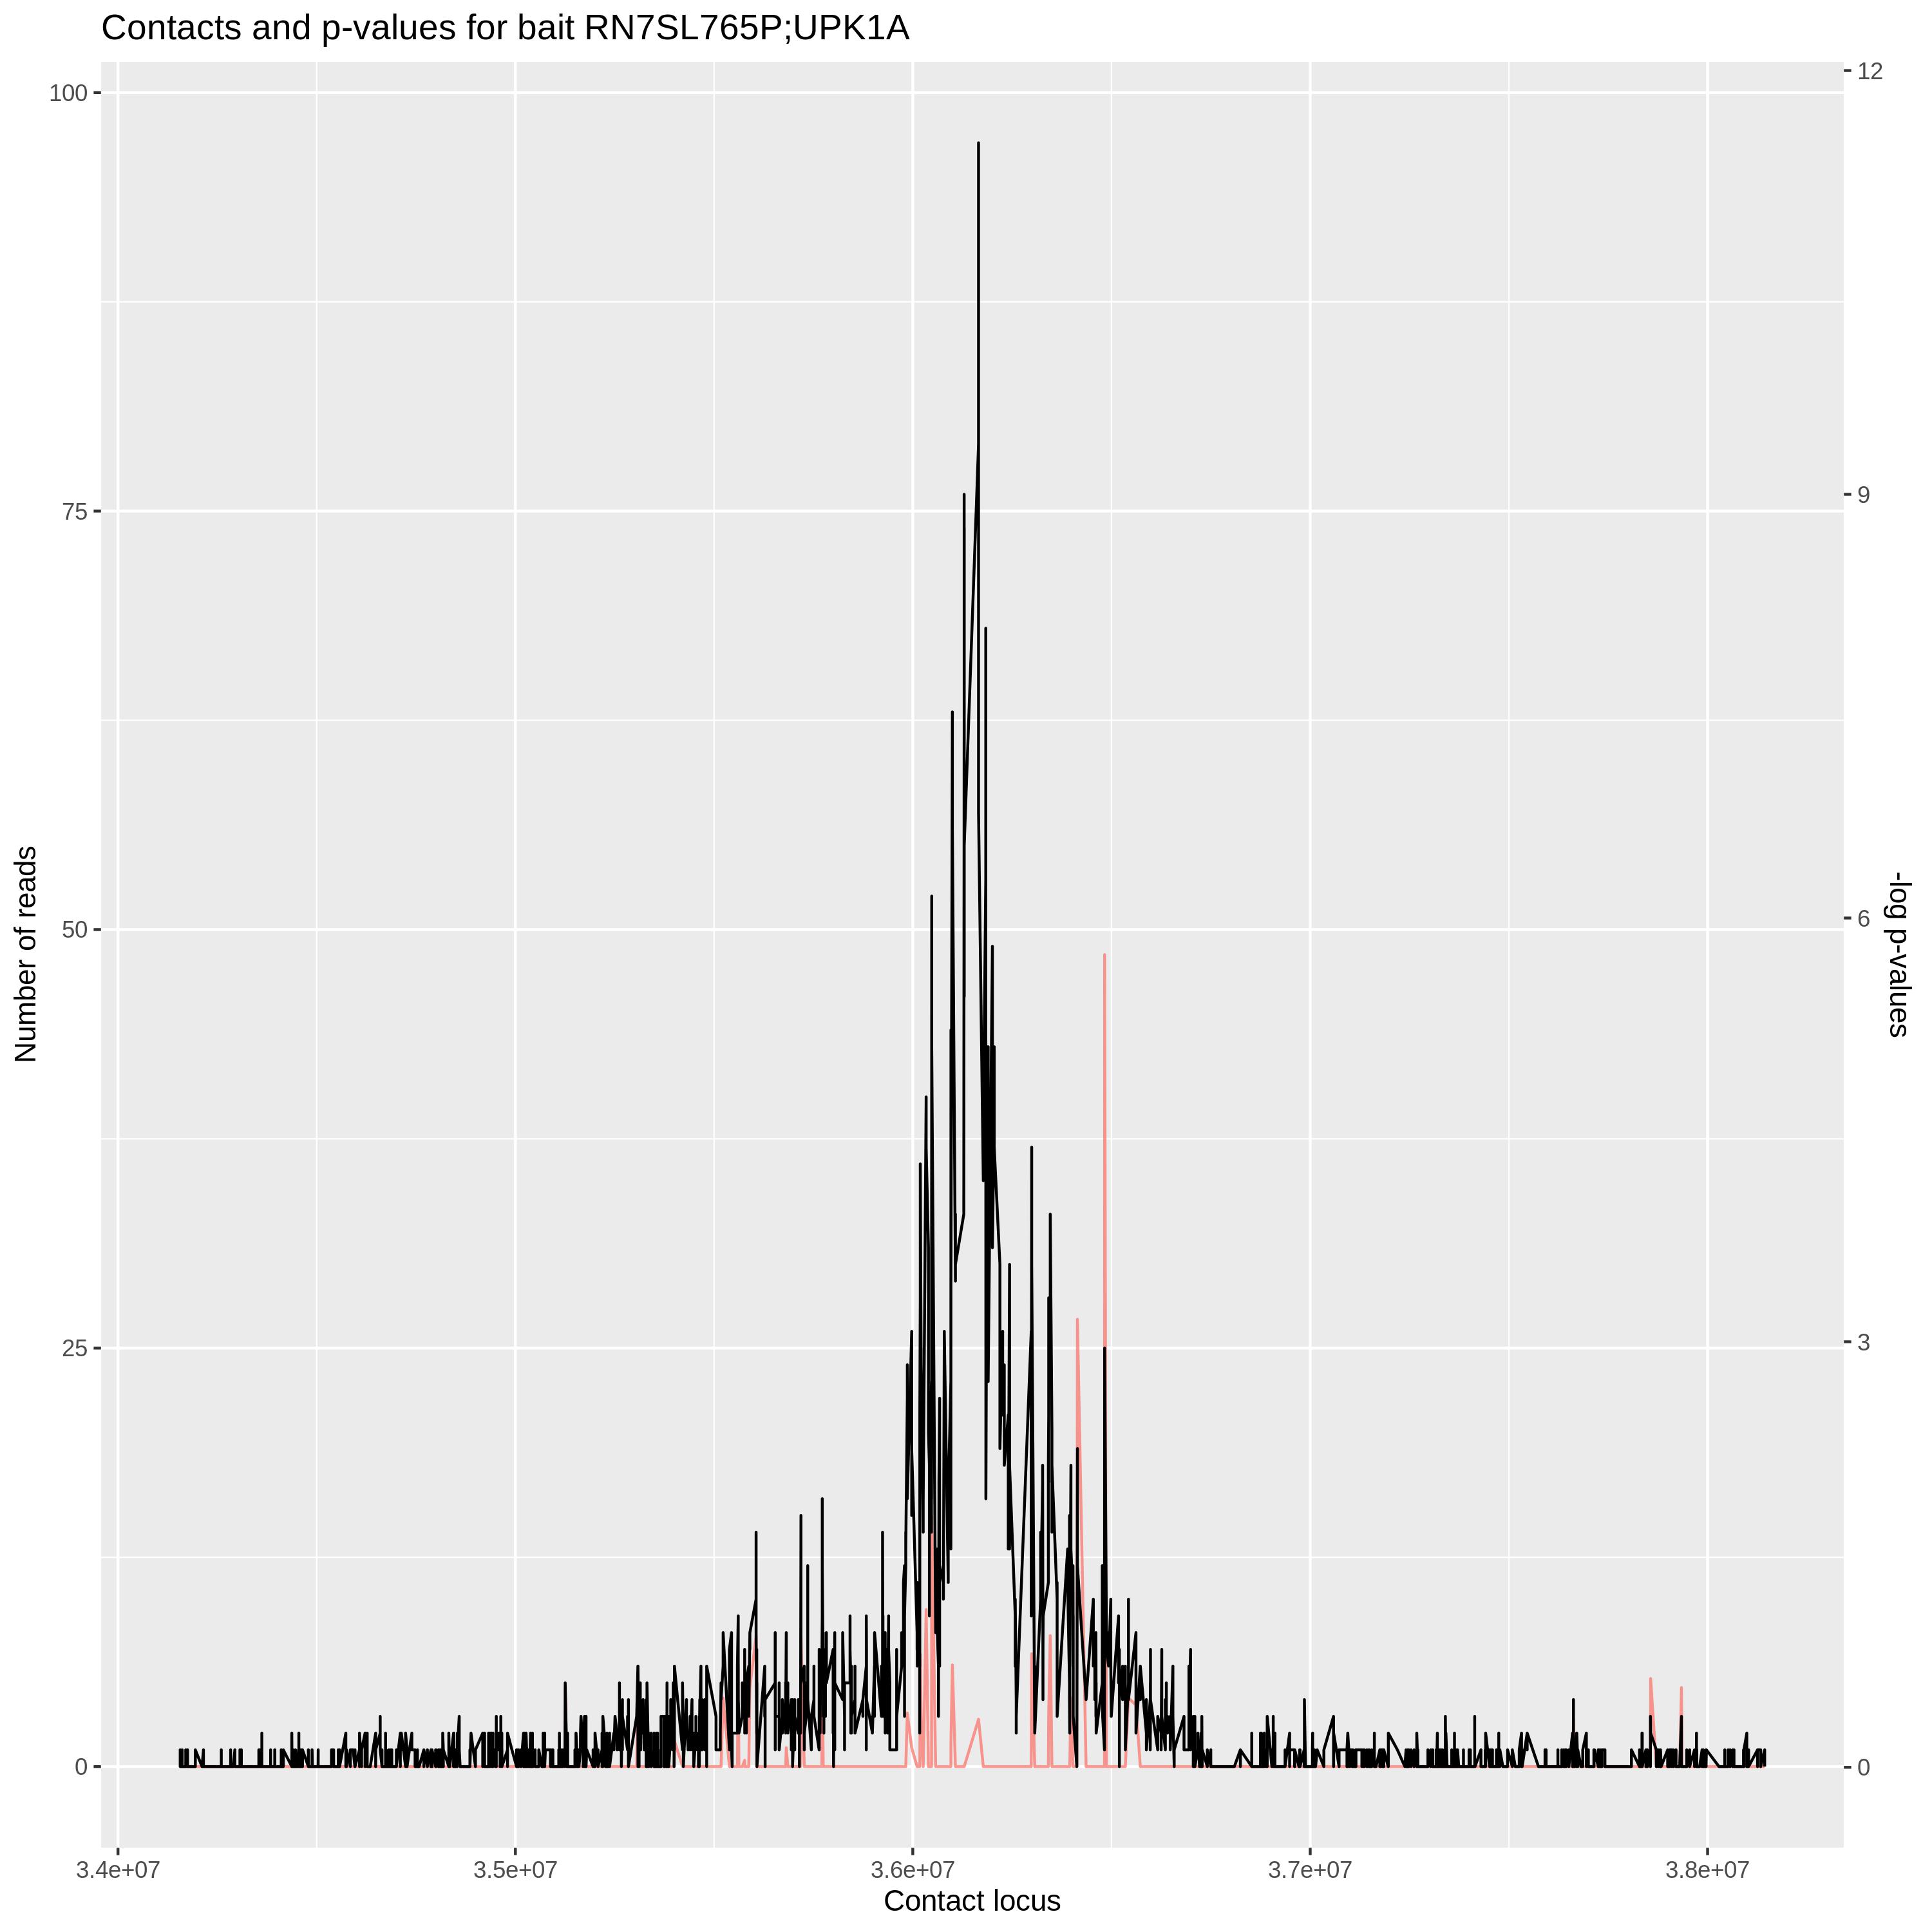 Contacts and p-values for bait RN7SL765P;UPK1A
100
75
50
25
0
Number of reads
12
9
6
3
0
-log p-values
3.4e+07
3.5e+07
3.6e+07
3.7e+07
3.8e+07
Contact locus